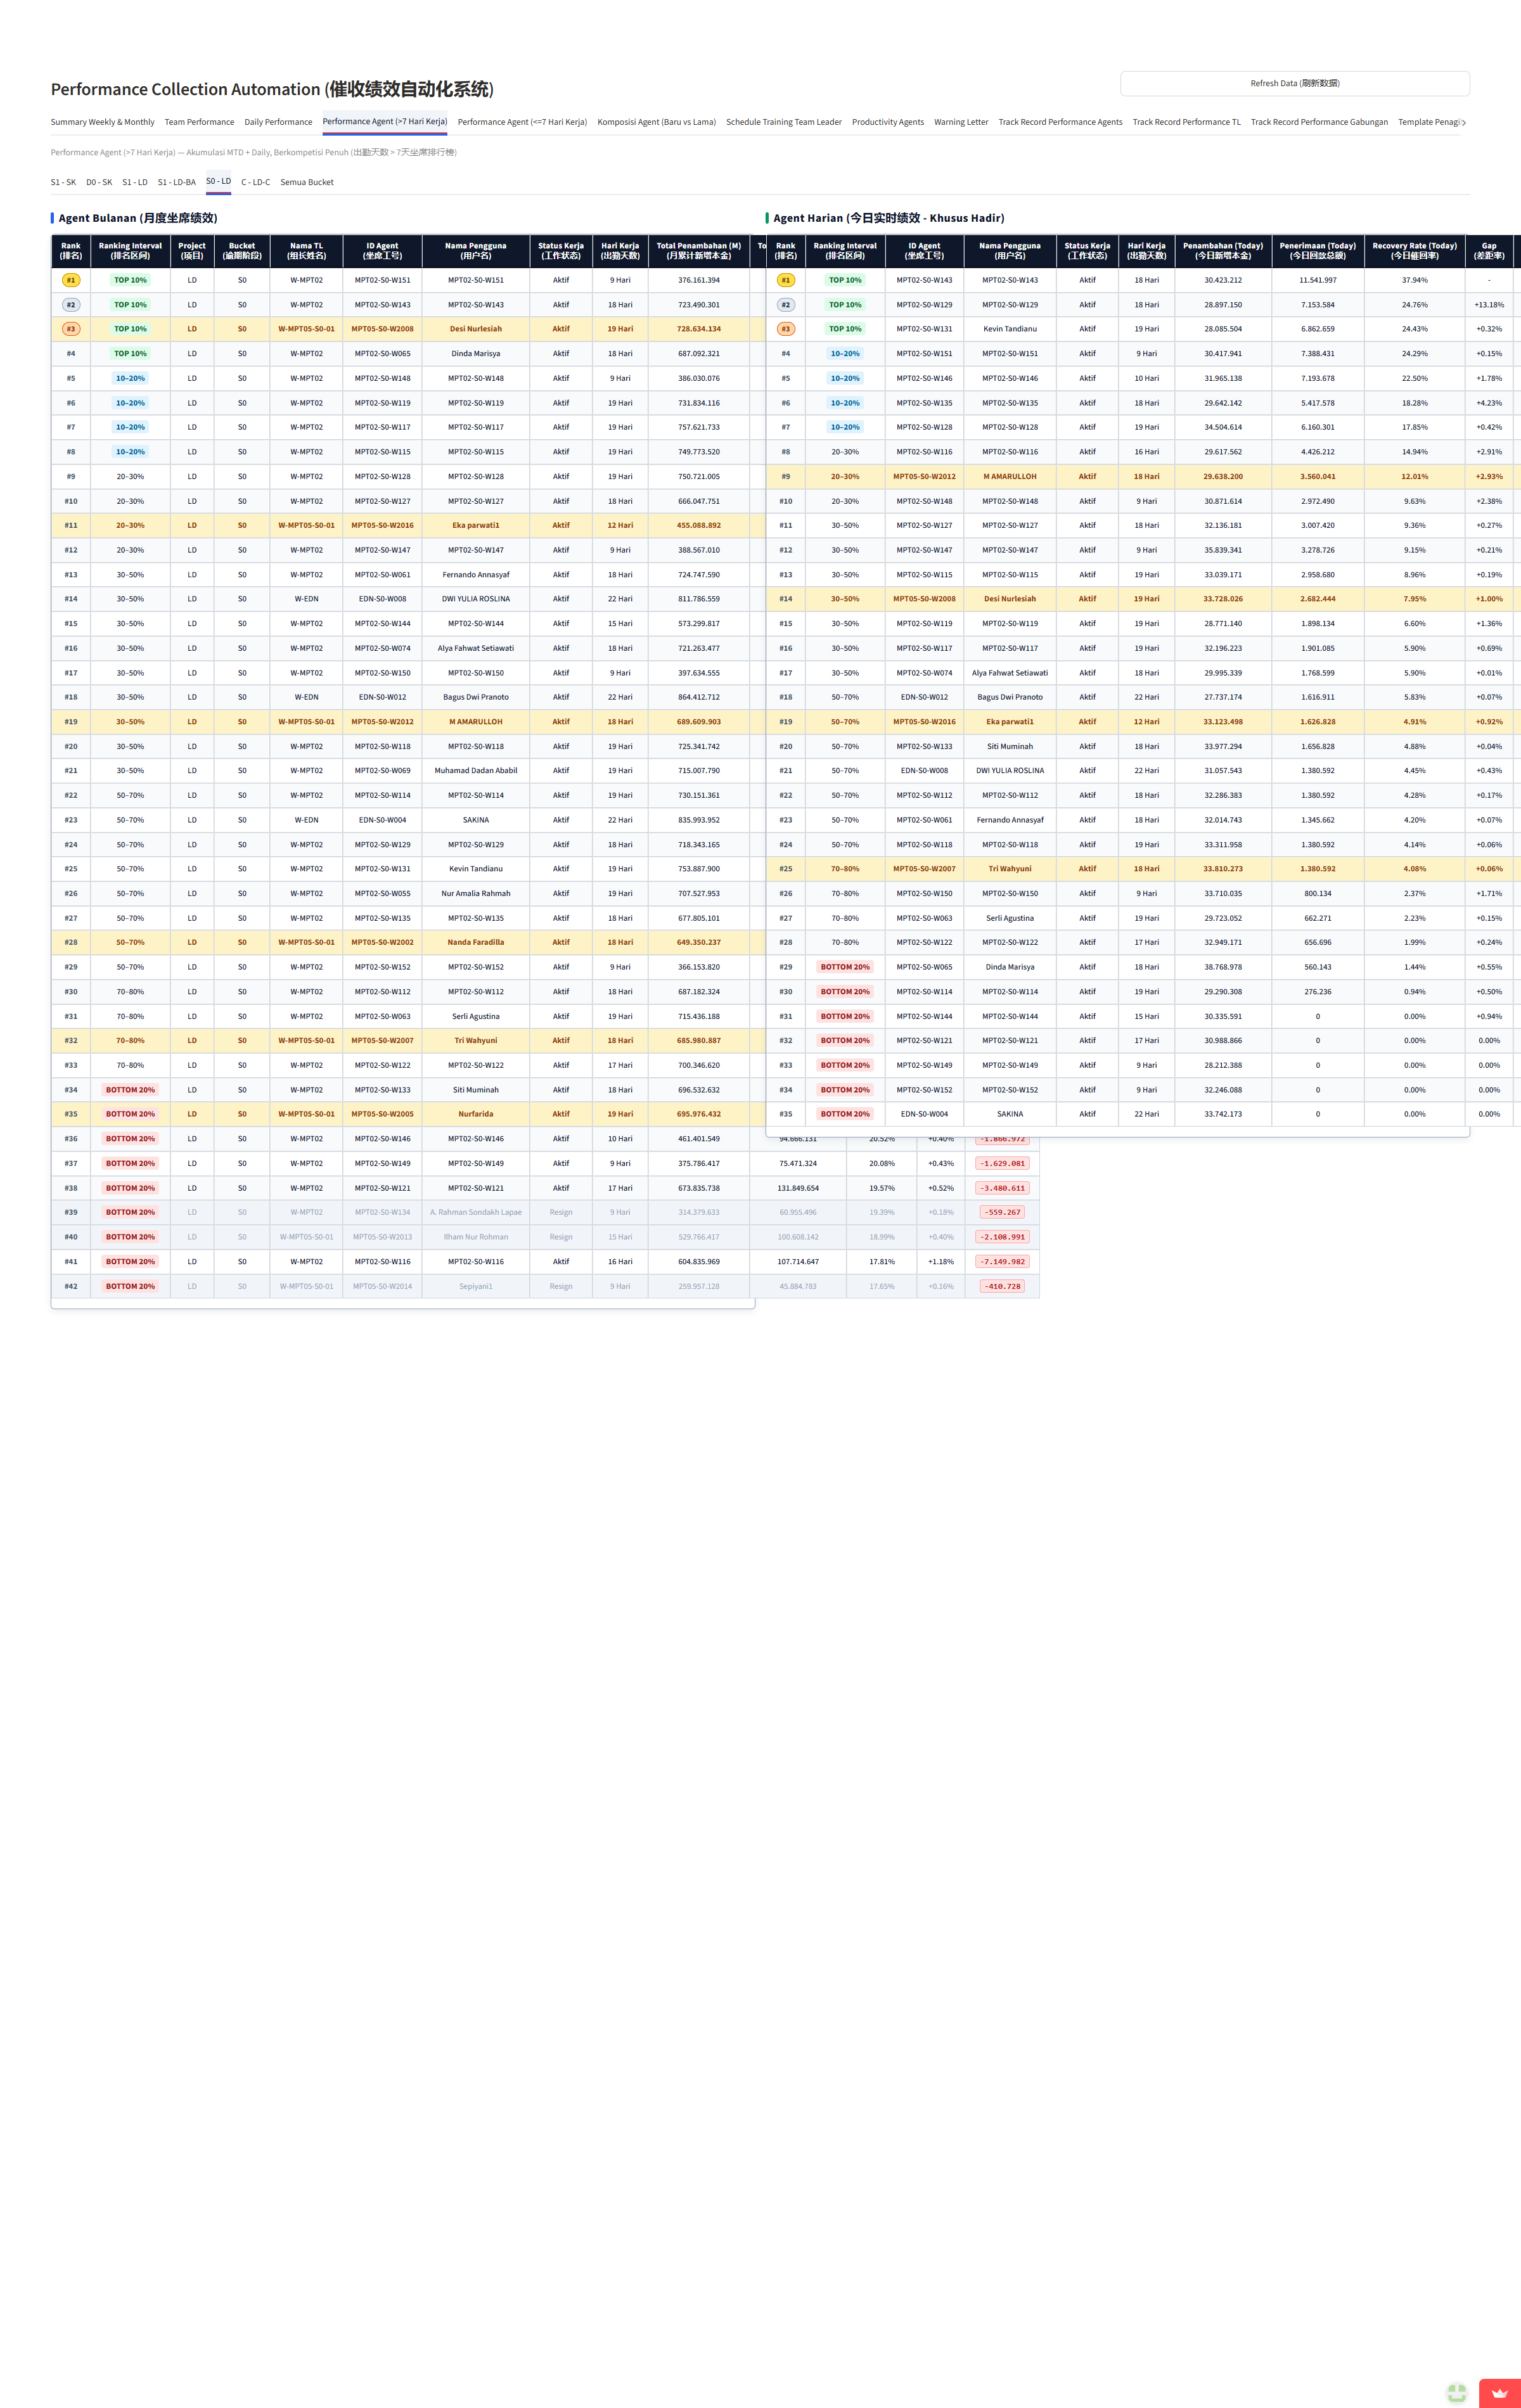 Performance Collection Automation (催收绩效自动化系统)
Refresh Data (刷新数据)
Summary Weekly & Monthly Team Performance Daily Performance Performance Agent (>7 Hari Kerja) Performance Agent (<=7 Hari Kerja) Komposisi Agent (Baru vs Lama) Schedule Training Team Leader Productivity Agents Warning Letter Track Record Performance Agents Track Record Performance TL Track Record Performance Gabungan Template Penagi
Performance Agent (>7 Hari Kerja) — Akumulasi MTD + Daily, Berkompetisi Penuh (出勤天数 > 7天坐席排行榜)
S1 - SK D0 - SK S1 - LD S1 - LD-BA S0 - LD C - LD-C Semua Bucket
Agent Bulanan (月度坐席绩效)
Rank Ranking Interval Project Bucket Nama TL ID Agent Nama Pengguna Status Kerja Hari Kerja Total Penambahan (M) To
(排名) (排名区间) (项目) (逾期阶段) (组长姓名) (坐席工号) (用户名) (工作状态) (出勤天数) (月累计新增本金)
#1 TOP 10% LD S0 W-MPT02 MPT02-S0-W151 MPT02-S0-W151 Aktif 9 Hari 376.161.394
#2 TOP 10% LD S0 W-MPT02 MPT02-S0-W143 MPT02-S0-W143 Aktif 18 Hari 723.490.301
#3 TOP 10% LD S0 W-MPT05-S0-01 MPT05-S0-W2008 Desi Nurlesiah Aktif 19 Hari 728.634.134
#4 TOP 10% LD S0 W-MPT02 MPT02-S0-W065 Dinda Marisya Aktif 18 Hari 687.092.321
#5 10–20% LD S0 W-MPT02 MPT02-S0-W148 MPT02-S0-W148 Aktif 9 Hari 386.030.076
#6 10–20% LD S0 W-MPT02 MPT02-S0-W119 MPT02-S0-W119 Aktif 19 Hari 731.834.116
#7 10–20% LD S0 W-MPT02 MPT02-S0-W117 MPT02-S0-W117 Aktif 19 Hari 757.621.733
#8 10–20% LD S0 W-MPT02 MPT02-S0-W115 MPT02-S0-W115 Aktif 19 Hari 749.773.520
#9 20–30% LD S0 W-MPT02 MPT02-S0-W128 MPT02-S0-W128 Aktif 19 Hari 750.721.005
#10 20–30% LD S0 W-MPT02 MPT02-S0-W127 MPT02-S0-W127 Aktif 18 Hari 666.047.751
#11 20–30% LD S0 W-MPT05-S0-01 MPT05-S0-W2016 Eka parwati1 Aktif 12 Hari 455.088.892
#12 20–30% LD S0 W-MPT02 MPT02-S0-W147 MPT02-S0-W147 Aktif 9 Hari 388.567.010
#13 30–50% LD S0 W-MPT02 MPT02-S0-W061 Fernando Annasyaf Aktif 18 Hari 724.747.590
#14 30–50% LD S0 W-EDN EDN-S0-W008 DWI YULIA ROSLINA Aktif 22 Hari 811.786.559
#15 30–50% LD S0 W-MPT02 MPT02-S0-W144 MPT02-S0-W144 Aktif 15 Hari 573.299.817
#16 30–50% LD S0 W-MPT02 MPT02-S0-W074 Alya Fahwat Setiawati Aktif 18 Hari 721.263.477
#17 30–50% LD S0 W-MPT02 MPT02-S0-W150 MPT02-S0-W150 Aktif 9 Hari 397.634.555
#18 30–50% LD S0 W-EDN EDN-S0-W012 Bagus Dwi Pranoto Aktif 22 Hari 864.412.712
#19 30–50% LD S0 W-MPT05-S0-01 MPT05-S0-W2012 M AMARULLOH Aktif 18 Hari 689.609.903
#20 30–50% LD S0 W-MPT02 MPT02-S0-W118 MPT02-S0-W118 Aktif 19 Hari 725.341.742
#21 30–50% LD S0 W-MPT02 MPT02-S0-W069 Muhamad Dadan Ababil Aktif 19 Hari 715.007.790
#22 50–70% LD S0 W-MPT02 MPT02-S0-W114 MPT02-S0-W114 Aktif 19 Hari 730.151.361
#23 50–70% LD S0 W-EDN EDN-S0-W004 SAKINA Aktif 22 Hari 835.993.952
#24 50–70% LD S0 W-MPT02 MPT02-S0-W129 MPT02-S0-W129 Aktif 18 Hari 718.343.165
#25 50–70% LD S0 W-MPT02 MPT02-S0-W131 Kevin Tandianu Aktif 19 Hari 753.887.900
#26 50–70% LD S0 W-MPT02 MPT02-S0-W055 Nur Amalia Rahmah Aktif 19 Hari 707.527.953
#27 50–70% LD S0 W-MPT02 MPT02-S0-W135 MPT02-S0-W135 Aktif 18 Hari 677.805.101
#28 50–70% LD S0 W-MPT05-S0-01 MPT05-S0-W2002 Nanda Faradilla Aktif 18 Hari 649.350.237
#29 50–70% LD S0 W-MPT02 MPT02-S0-W152 MPT02-S0-W152 Aktif 9 Hari 366.153.820
#30 70–80% LD S0 W-MPT02 MPT02-S0-W112 MPT02-S0-W112 Aktif 18 Hari 687.182.324
#31 70–80% LD S0 W-MPT02 MPT02-S0-W063 Serli Agustina Aktif 19 Hari 715.436.188
#32 70–80% LD S0 W-MPT05-S0-01 MPT05-S0-W2007 Tri Wahyuni Aktif 18 Hari 685.980.887
#33 70–80% LD S0 W-MPT02 MPT02-S0-W122 MPT02-S0-W122 Aktif 17 Hari 700.346.620
#34 BOTTOM 20% LD S0 W-MPT02 MPT02-S0-W133 Siti Muminah Aktif 18 Hari 696.532.632
#35 BOTTOM 20% LD S0 W-MPT05-S0-01 MPT05-S0-W2005 Nurfarida Aktif 19 Hari 695.976.432
#36 BOTTOM 20% LD S0 W-MPT02 MPT02-S0-W146 MPT02-S0-W146 Aktif 10 Hari 461.401.549 94.666.131 20.52% +0.40% -1.866.972
#37 BOTTOM 20% LD S0 W-MPT02 MPT02-S0-W149 MPT02-S0-W149 Aktif 9 Hari 375.786.417 75.471.324 20.08% +0.43% -1.629.081
#38 BOTTOM 20% LD S0 W-MPT02 MPT02-S0-W121 MPT02-S0-W121 Aktif 17 Hari 673.835.738 131.849.654 19.57% +0.52% -3.480.611
#39 BOTTOM 20% LD S0 W-MPT02 MPT02-S0-W134 A. Rahman Sondakh Lapae Resign 9 Hari 314.379.633 60.955.496 19.39% +0.18% -559.267
#40 BOTTOM 20% LD S0 W-MPT05-S0-01 MPT05-S0-W2013 Ilham Nur Rohman Resign 15 Hari 529.766.417 100.608.142 18.99% +0.40% -2.108.991
#41 BOTTOM 20% LD S0 W-MPT02 MPT02-S0-W116 MPT02-S0-W116 Aktif 16 Hari 604.835.969 107.714.647 17.81% +1.18% -7.149.982
#42 BOTTOM 20% LD S0 W-MPT05-S0-01 MPT05-S0-W2014 Sepiyani1 Resign 9 Hari 259.957.128 45.884.783 17.65% +0.16% -410.728
Agent Harian (今日实时绩效 - Khusus Hadir)
Rank Ranking Interval ID Agent Nama Pengguna Status Kerja Hari Kerja Penambahan (Today) Penerimaan (Today) Recovery Rate (Today) Gap
(排名) (排名区间) (坐席工号) (用户名) (工作状态) (出勤天数) (今日新增本金) (今日回款总额) (今日催回率) (差距率)
#1 TOP 10% MPT02-S0-W143 MPT02-S0-W143 Aktif 18 Hari 30.423.212 11.541.997 37.94% -
#2 TOP 10% MPT02-S0-W129 MPT02-S0-W129 Aktif 18 Hari 28.897.150 7.153.584 24.76% +13.18%
#3 TOP 10% MPT02-S0-W131 Kevin Tandianu Aktif 19 Hari 28.085.504 6.862.659 24.43% +0.32%
#4 10–20% MPT02-S0-W151 MPT02-S0-W151 Aktif 9 Hari 30.417.941 7.388.431 24.29% +0.15%
#5 10–20% MPT02-S0-W146 MPT02-S0-W146 Aktif 10 Hari 31.965.138 7.193.678 22.50% +1.78%
#6 10–20% MPT02-S0-W135 MPT02-S0-W135 Aktif 18 Hari 29.642.142 5.417.578 18.28% +4.23%
#7 10–20% MPT02-S0-W128 MPT02-S0-W128 Aktif 19 Hari 34.504.614 6.160.301 17.85% +0.42%
#8 20–30% MPT02-S0-W116 MPT02-S0-W116 Aktif 16 Hari 29.617.562 4.426.212 14.94% +2.91%
#9 20–30% MPT05-S0-W2012 M AMARULLOH Aktif 18 Hari 29.638.200 3.560.041 12.01% +2.93%
#10 20–30% MPT02-S0-W148 MPT02-S0-W148 Aktif 9 Hari 30.871.614 2.972.490 9.63% +2.38%
#11 30–50% MPT02-S0-W127 MPT02-S0-W127 Aktif 18 Hari 32.136.181 3.007.420 9.36% +0.27%
#12 30–50% MPT02-S0-W147 MPT02-S0-W147 Aktif 9 Hari 35.839.341 3.278.726 9.15% +0.21%
#13 30–50% MPT02-S0-W115 MPT02-S0-W115 Aktif 19 Hari 33.039.171 2.958.680 8.96% +0.19%
#14 30–50% MPT05-S0-W2008 Desi Nurlesiah Aktif 19 Hari 33.728.026 2.682.444 7.95% +1.00%
#15 30–50% MPT02-S0-W119 MPT02-S0-W119 Aktif 19 Hari 28.771.140 1.898.134 6.60% +1.36%
#16 30–50% MPT02-S0-W117 MPT02-S0-W117 Aktif 19 Hari 32.196.223 1.901.085 5.90% +0.69%
#17 30–50% MPT02-S0-W074 Alya Fahwat Setiawati Aktif 18 Hari 29.995.339 1.768.599 5.90% +0.01%
#18 50–70% EDN-S0-W012 Bagus Dwi Pranoto Aktif 22 Hari 27.737.174 1.616.911 5.83% +0.07%
#19 50–70% MPT05-S0-W2016 Eka parwati1 Aktif 12 Hari 33.123.498 1.626.828 4.91% +0.92%
#20 50–70% MPT02-S0-W133 Siti Muminah Aktif 18 Hari 33.977.294 1.656.828 4.88% +0.04%
#21 50–70% EDN-S0-W008 DWI YULIA ROSLINA Aktif 22 Hari 31.057.543 1.380.592 4.45% +0.43%
#22 50–70% MPT02-S0-W112 MPT02-S0-W112 Aktif 18 Hari 32.286.383 1.380.592 4.28% +0.17%
#23 50–70% MPT02-S0-W061 Fernando Annasyaf Aktif 18 Hari 32.014.743 1.345.662 4.20% +0.07%
#24 50–70% MPT02-S0-W118 MPT02-S0-W118 Aktif 19 Hari 33.311.958 1.380.592 4.14% +0.06%
#25 70–80% MPT05-S0-W2007 Tri Wahyuni Aktif 18 Hari 33.810.273 1.380.592 4.08% +0.06%
#26 70–80% MPT02-S0-W150 MPT02-S0-W150 Aktif 9 Hari 33.710.035 800.134 2.37% +1.71%
#27 70–80% MPT02-S0-W063 Serli Agustina Aktif 19 Hari 29.723.052 662.271 2.23% +0.15%
#28 70–80% MPT02-S0-W122 MPT02-S0-W122 Aktif 17 Hari 32.949.171 656.696 1.99% +0.24%
#29 BOTTOM 20% MPT02-S0-W065 Dinda Marisya Aktif 18 Hari 38.768.978 560.143 1.44% +0.55%
#30 BOTTOM 20% MPT02-S0-W114 MPT02-S0-W114 Aktif 19 Hari 29.290.308 276.236 0.94% +0.50%
#31 BOTTOM 20% MPT02-S0-W144 MPT02-S0-W144 Aktif 15 Hari 30.335.591 0 0.00% +0.94%
#32 BOTTOM 20% MPT02-S0-W121 MPT02-S0-W121 Aktif 17 Hari 30.988.866 0 0.00% 0.00%
#33 BOTTOM 20% MPT02-S0-W149 MPT02-S0-W149 Aktif 9 Hari 28.212.388 0 0.00% 0.00%
#34 BOTTOM 20% MPT02-S0-W152 MPT02-S0-W152 Aktif 9 Hari 32.246.088 0 0.00% 0.00%
#35 BOTTOM 20% EDN-S0-W004 SAKINA Aktif 22 Hari 33.742.173 0 0.00% 0.00%